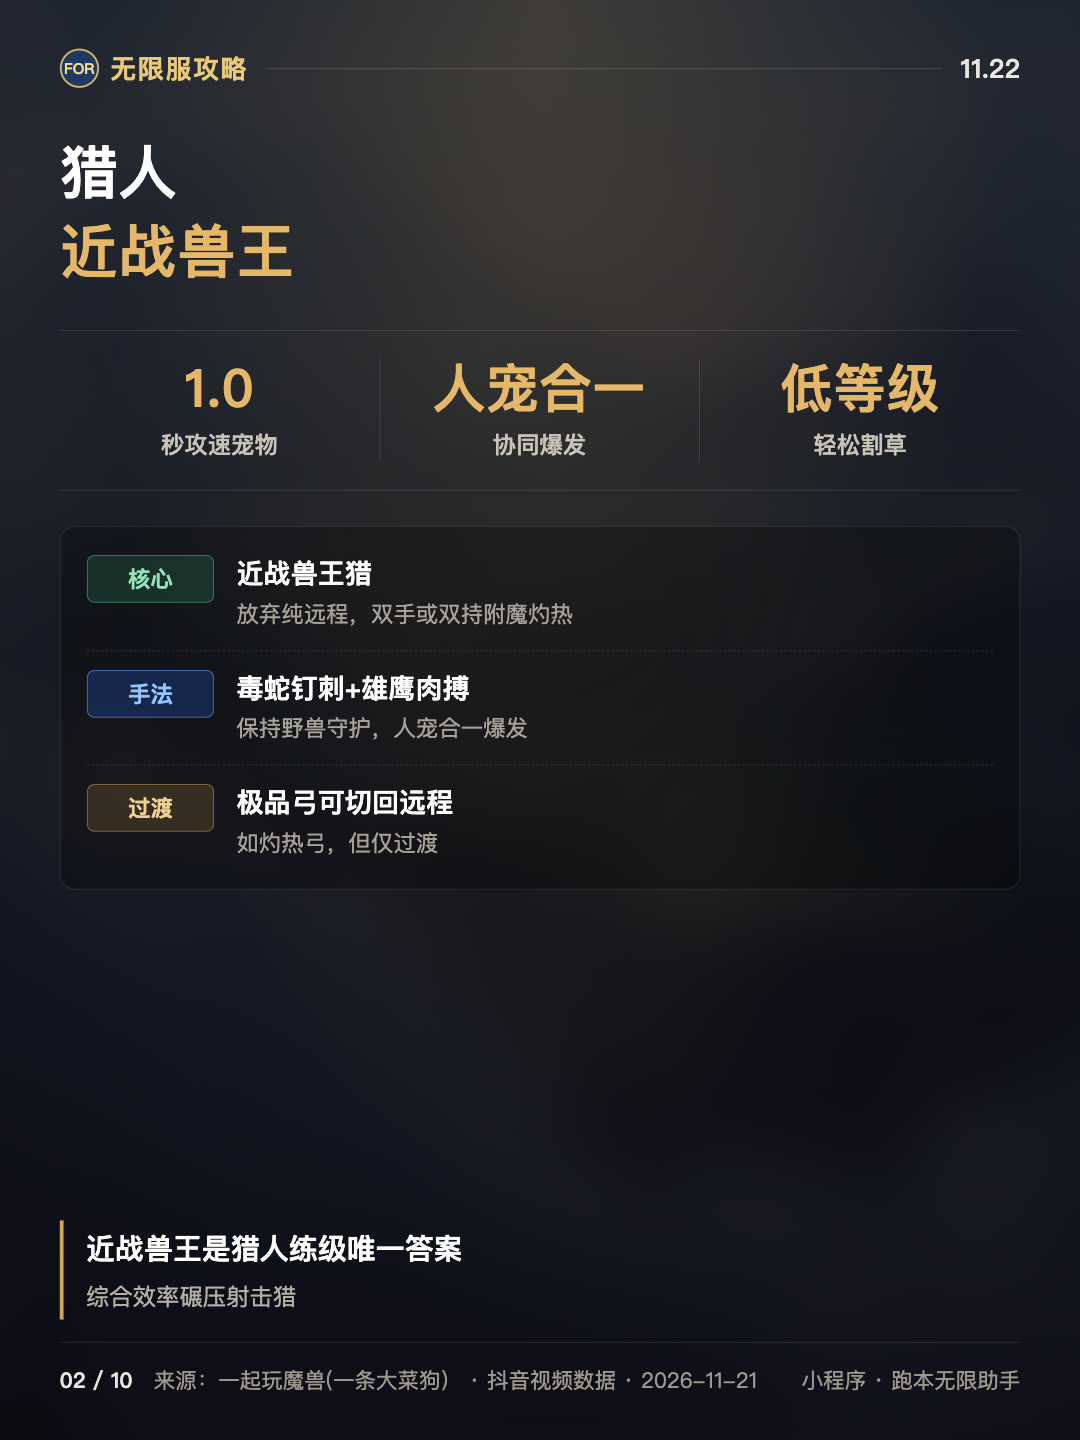 FOR 无限服攻略 11.22
猎人
近战兽王
1.0 人宠合一 低等级
秒攻速宠物 协同爆发 轻松割草
核心 近战兽王猎
放弃纯远程，双手或双持附魔灼热
手法 毒蛇钉刺+雄鹰肉搏
保持野兽守护，人宠合一爆发
过渡 极品弓可切回远程
如灼热弓，但仅过渡
近战兽王是猎人练级唯一答案
综合效率碾压射击猎
02 / 10 来源：一起玩魔兽(一条大菜狗） · 抖音视频数据 · 2026-11-21 小程序 · 跑本无限助手